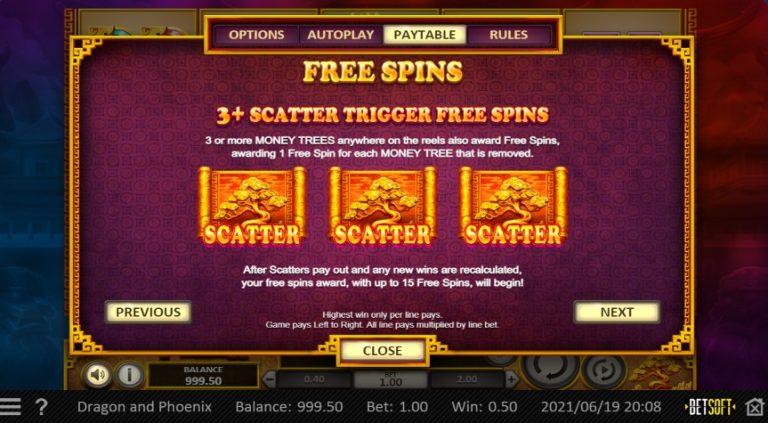 OPTIONS AUTOPLAY PAYTABLE RULES
FREE SPINS
3+ SCATTER TRIGGER FREE SPINS
3 or more MONEY TREES anywhere on the reels also award Free Spins,
awarding 1 Free Spin for each MONEY TREE that is removed.
SCATTER SCATTER SCATTER
After Scatters pay out and any new wins are recalculated,
your free spins award, with up to 15 Free Spins, will begin!
PREVIOUS
NEXT
Highest win only per line pays.
Game pays Left to Right. All line pays multiplied by line bet.
CLOSE
BALANCE
999.50
BET
0.40 1.00 2.00
Dragon and Phoenix Balance: 999.50 Bet: 1.00 Win: 0.50 2021/06/19 20:08 BETSOFT